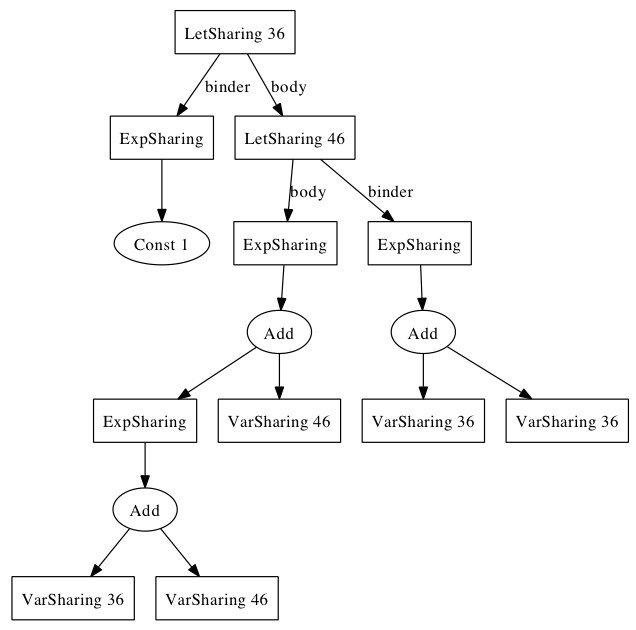 LetSharing 36
binder
body
ExpSharing
LetSharing 46
body
binder
Const 1
ExpSharing
ExpSharing
Add
Add
ExpSharing
VarSharing 46
VarSharing 36
VarSharing 36
Add
VarSharing 36
VarSharing 46